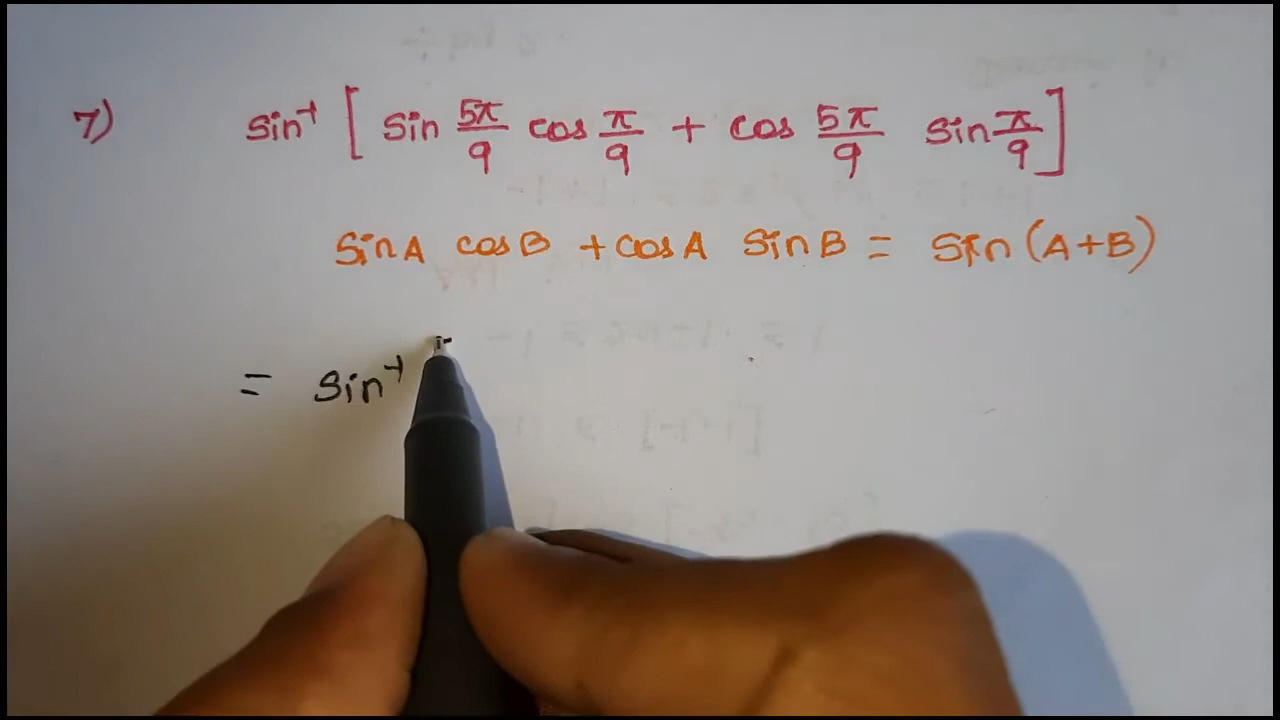 7) sin⁻¹ [ sin 5π/9 cos π/9 + cos 5π/9 sin π/9 ]
sinA cosB + cosA sinB = sin(A+B)
= sin⁻¹